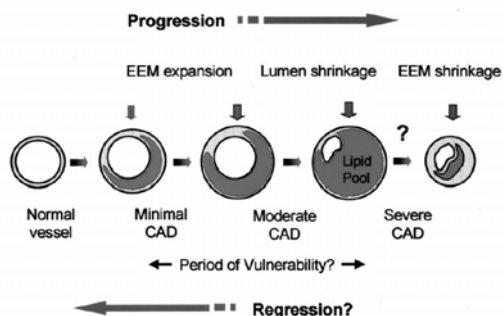 Progression
EEM expansion Lumen shrinkage EEM shrinkage
?
Lipid
Pool
Normal
vessel
Minimal
CAD
Moderate
CAD
Severe
CAD
Period of Vulnerability?
Regression?